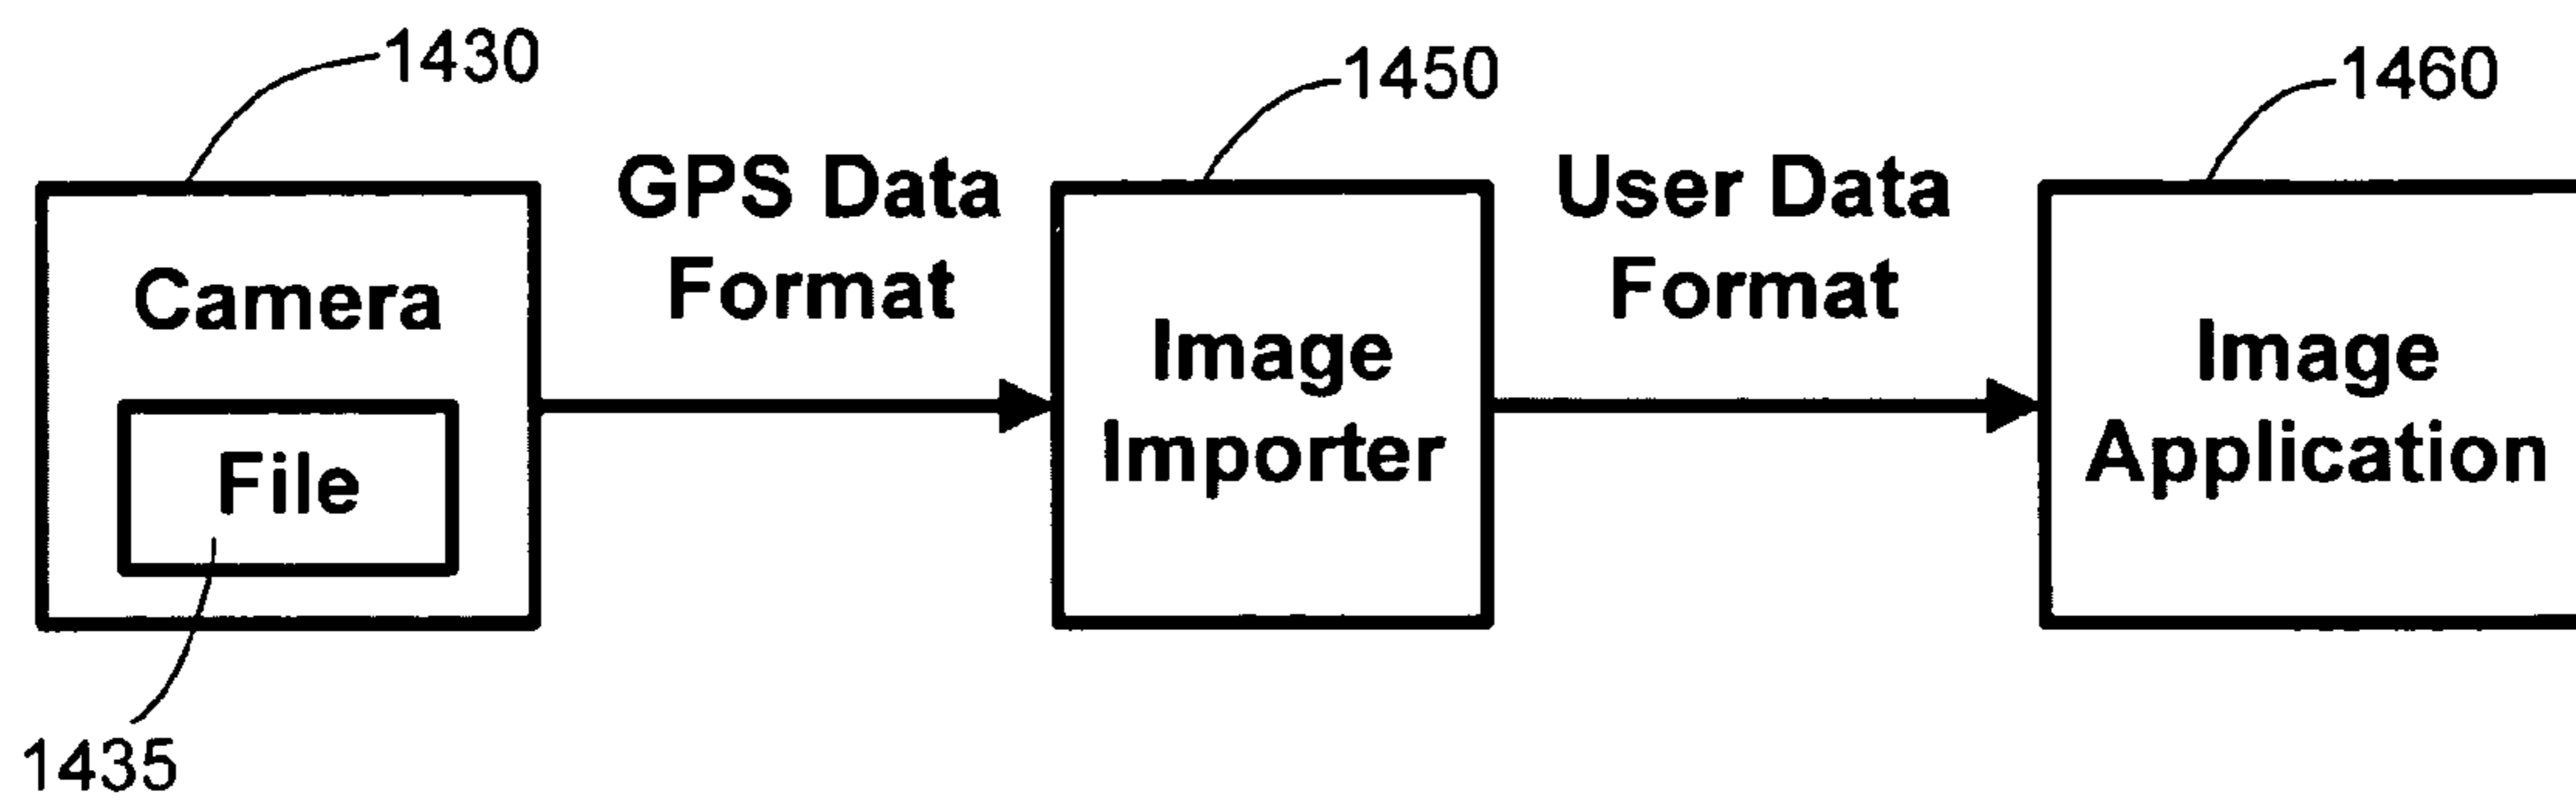 1430
1450
1460
GPS Data
Format
User Data
Format
Camera
File
Image
Importer
Image
Application
1435